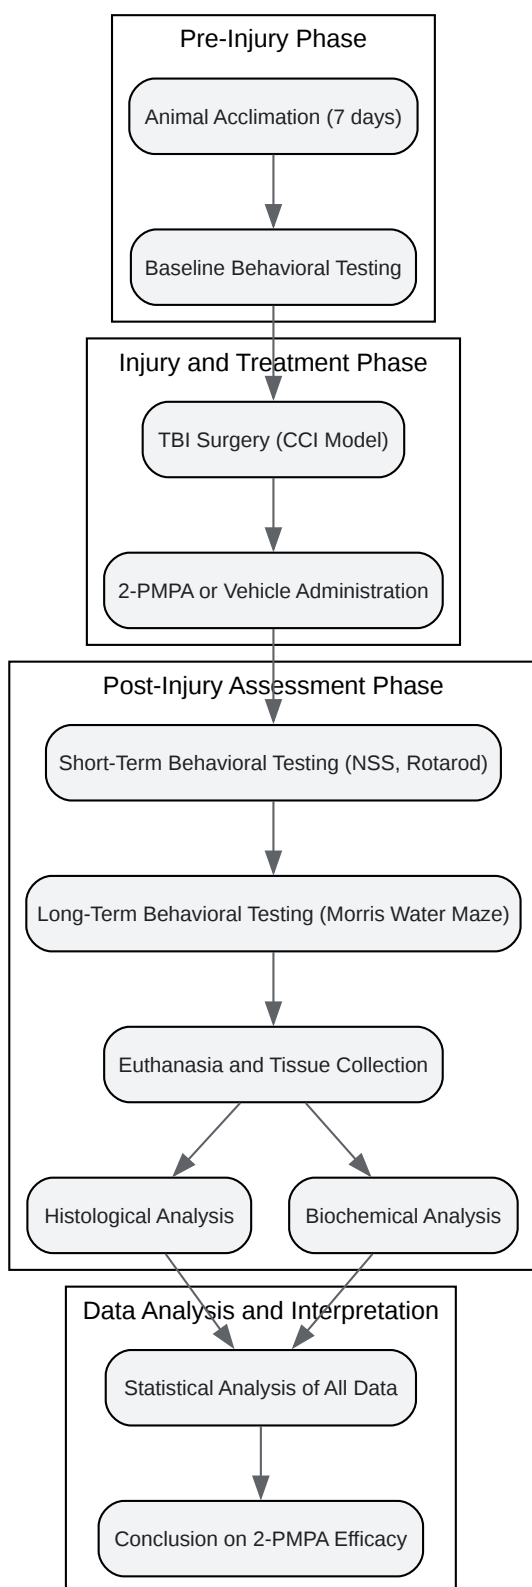 Pre-Injury Phase
Animal Acclimation (7 days)
Baseline Behavioral Testing
Injury and Treatment Phase
TBI Surgery (CCI Model)
2-PMPA or Vehicle Administration
Post-Injury Assessment Phase
Short-Term Behavioral Testing (NSS, Rotarod)
Long-Term Behavioral Testing (Morris Water Maze)
Euthanasia and Tissue Collection
Histological Analysis
Biochemical Analysis
Data Analysis and Interpretation
Statistical Analysis of All Data
Conclusion on 2-PMPA Efficacy